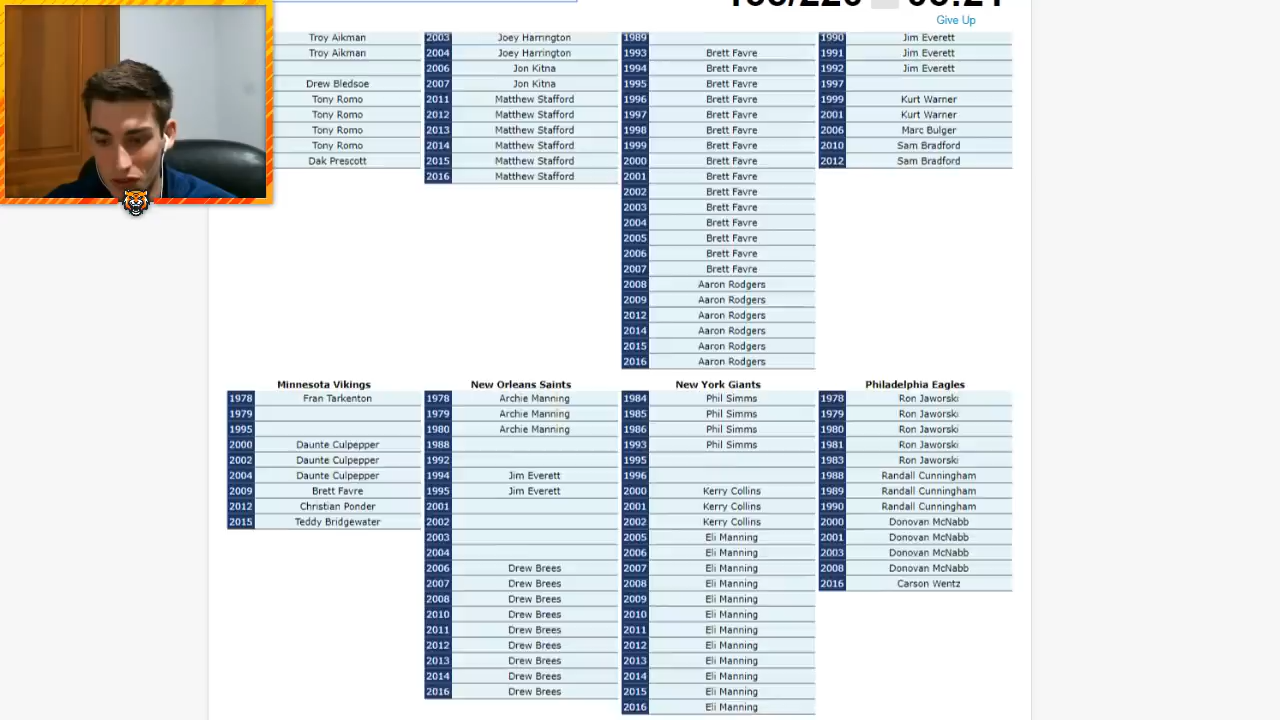 Give Up
Troy Aikman
Troy Aikman
Drew Bledsoe
Tony Romo
Tony Romo
Tony Romo
Tony Romo
Dak Prescott
2003 Joey Harrington
2004 Joey Harrington
2006 Jon Kitna
2007 Jon Kitna
2011 Matthew Stafford
2012 Matthew Stafford
2013 Matthew Stafford
2014 Matthew Stafford
2015 Matthew Stafford
2016 Matthew Stafford
1989
1993 Brett Favre
1994 Brett Favre
1995 Brett Favre
1996 Brett Favre
1997 Brett Favre
1998 Brett Favre
1999 Brett Favre
2000 Brett Favre
2001 Brett Favre
2002 Brett Favre
2003 Brett Favre
2004 Brett Favre
2005 Brett Favre
2006 Brett Favre
2007 Brett Favre
2008 Aaron Rodgers
2009 Aaron Rodgers
2012 Aaron Rodgers
2014 Aaron Rodgers
2015 Aaron Rodgers
2016 Aaron Rodgers
1990 Jim Everett
1991 Jim Everett
1992 Jim Everett
1997
1999 Kurt Warner
2001 Kurt Warner
2006 Marc Bulger
2010 Sam Bradford
2012 Sam Bradford
Minnesota Vikings
1978 Fran Tarkenton
1979
1995
2000 Daunte Culpepper
2002 Daunte Culpepper
2004 Daunte Culpepper
2009 Brett Favre
2012 Christian Ponder
2015 Teddy Bridgewater
New Orleans Saints
1978 Archie Manning
1979 Archie Manning
1980 Archie Manning
1988
1992
1994 Jim Everett
1995 Jim Everett
2001
2002
2003
2004
2006 Drew Brees
2007 Drew Brees
2008 Drew Brees
2010 Drew Brees
2011 Drew Brees
2012 Drew Brees
2013 Drew Brees
2014 Drew Brees
2016 Drew Brees
New York Giants
1984 Phil Simms
1985 Phil Simms
1986 Phil Simms
1993 Phil Simms
1995
1996
2000 Kerry Collins
2001 Kerry Collins
2002 Kerry Collins
2005 Eli Manning
2006 Eli Manning
2007 Eli Manning
2008 Eli Manning
2009 Eli Manning
2010 Eli Manning
2011 Eli Manning
2012 Eli Manning
2013 Eli Manning
2014 Eli Manning
2015 Eli Manning
2016 Eli Manning
Philadelphia Eagles
1978 Ron Jaworski
1979 Ron Jaworski
1980 Ron Jaworski
1981 Ron Jaworski
1983 Ron Jaworski
1988 Randall Cunningham
1989 Randall Cunningham
1990 Randall Cunningham
2000 Donovan McNabb
2001 Donovan McNabb
2003 Donovan McNabb
2008 Donovan McNabb
2016 Carson Wentz